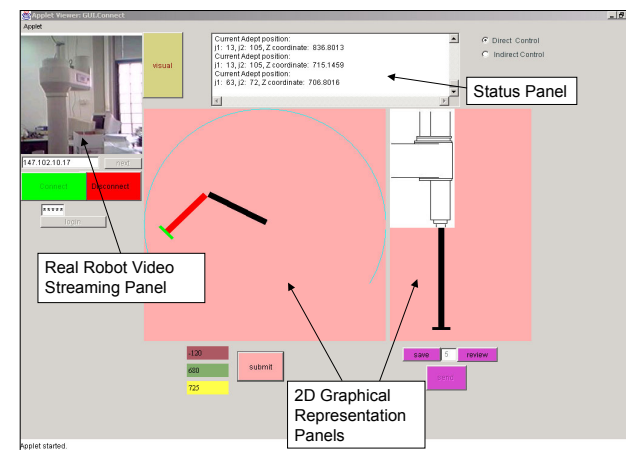 Applet Viewer: GUI.Connect
Applet
visual
Current Adept position:
j1: 13, j2: 105, Z coordinate: 836.8013
Current Adept position:
j1: 13, j2: 105, Z coordinate: 715.1459
Current Adept position:
j1: 63, j2: 72, Z coordinate: 706.8016
Direct Control
Indirect Control
Status Panel
147.102.10.17
next
Connect
Disconnect
*****
login
Real Robot Video
Streaming Panel
-120
680
725
submit
save
5
review
send
2D Graphical
Representation
Panels
Applet started.